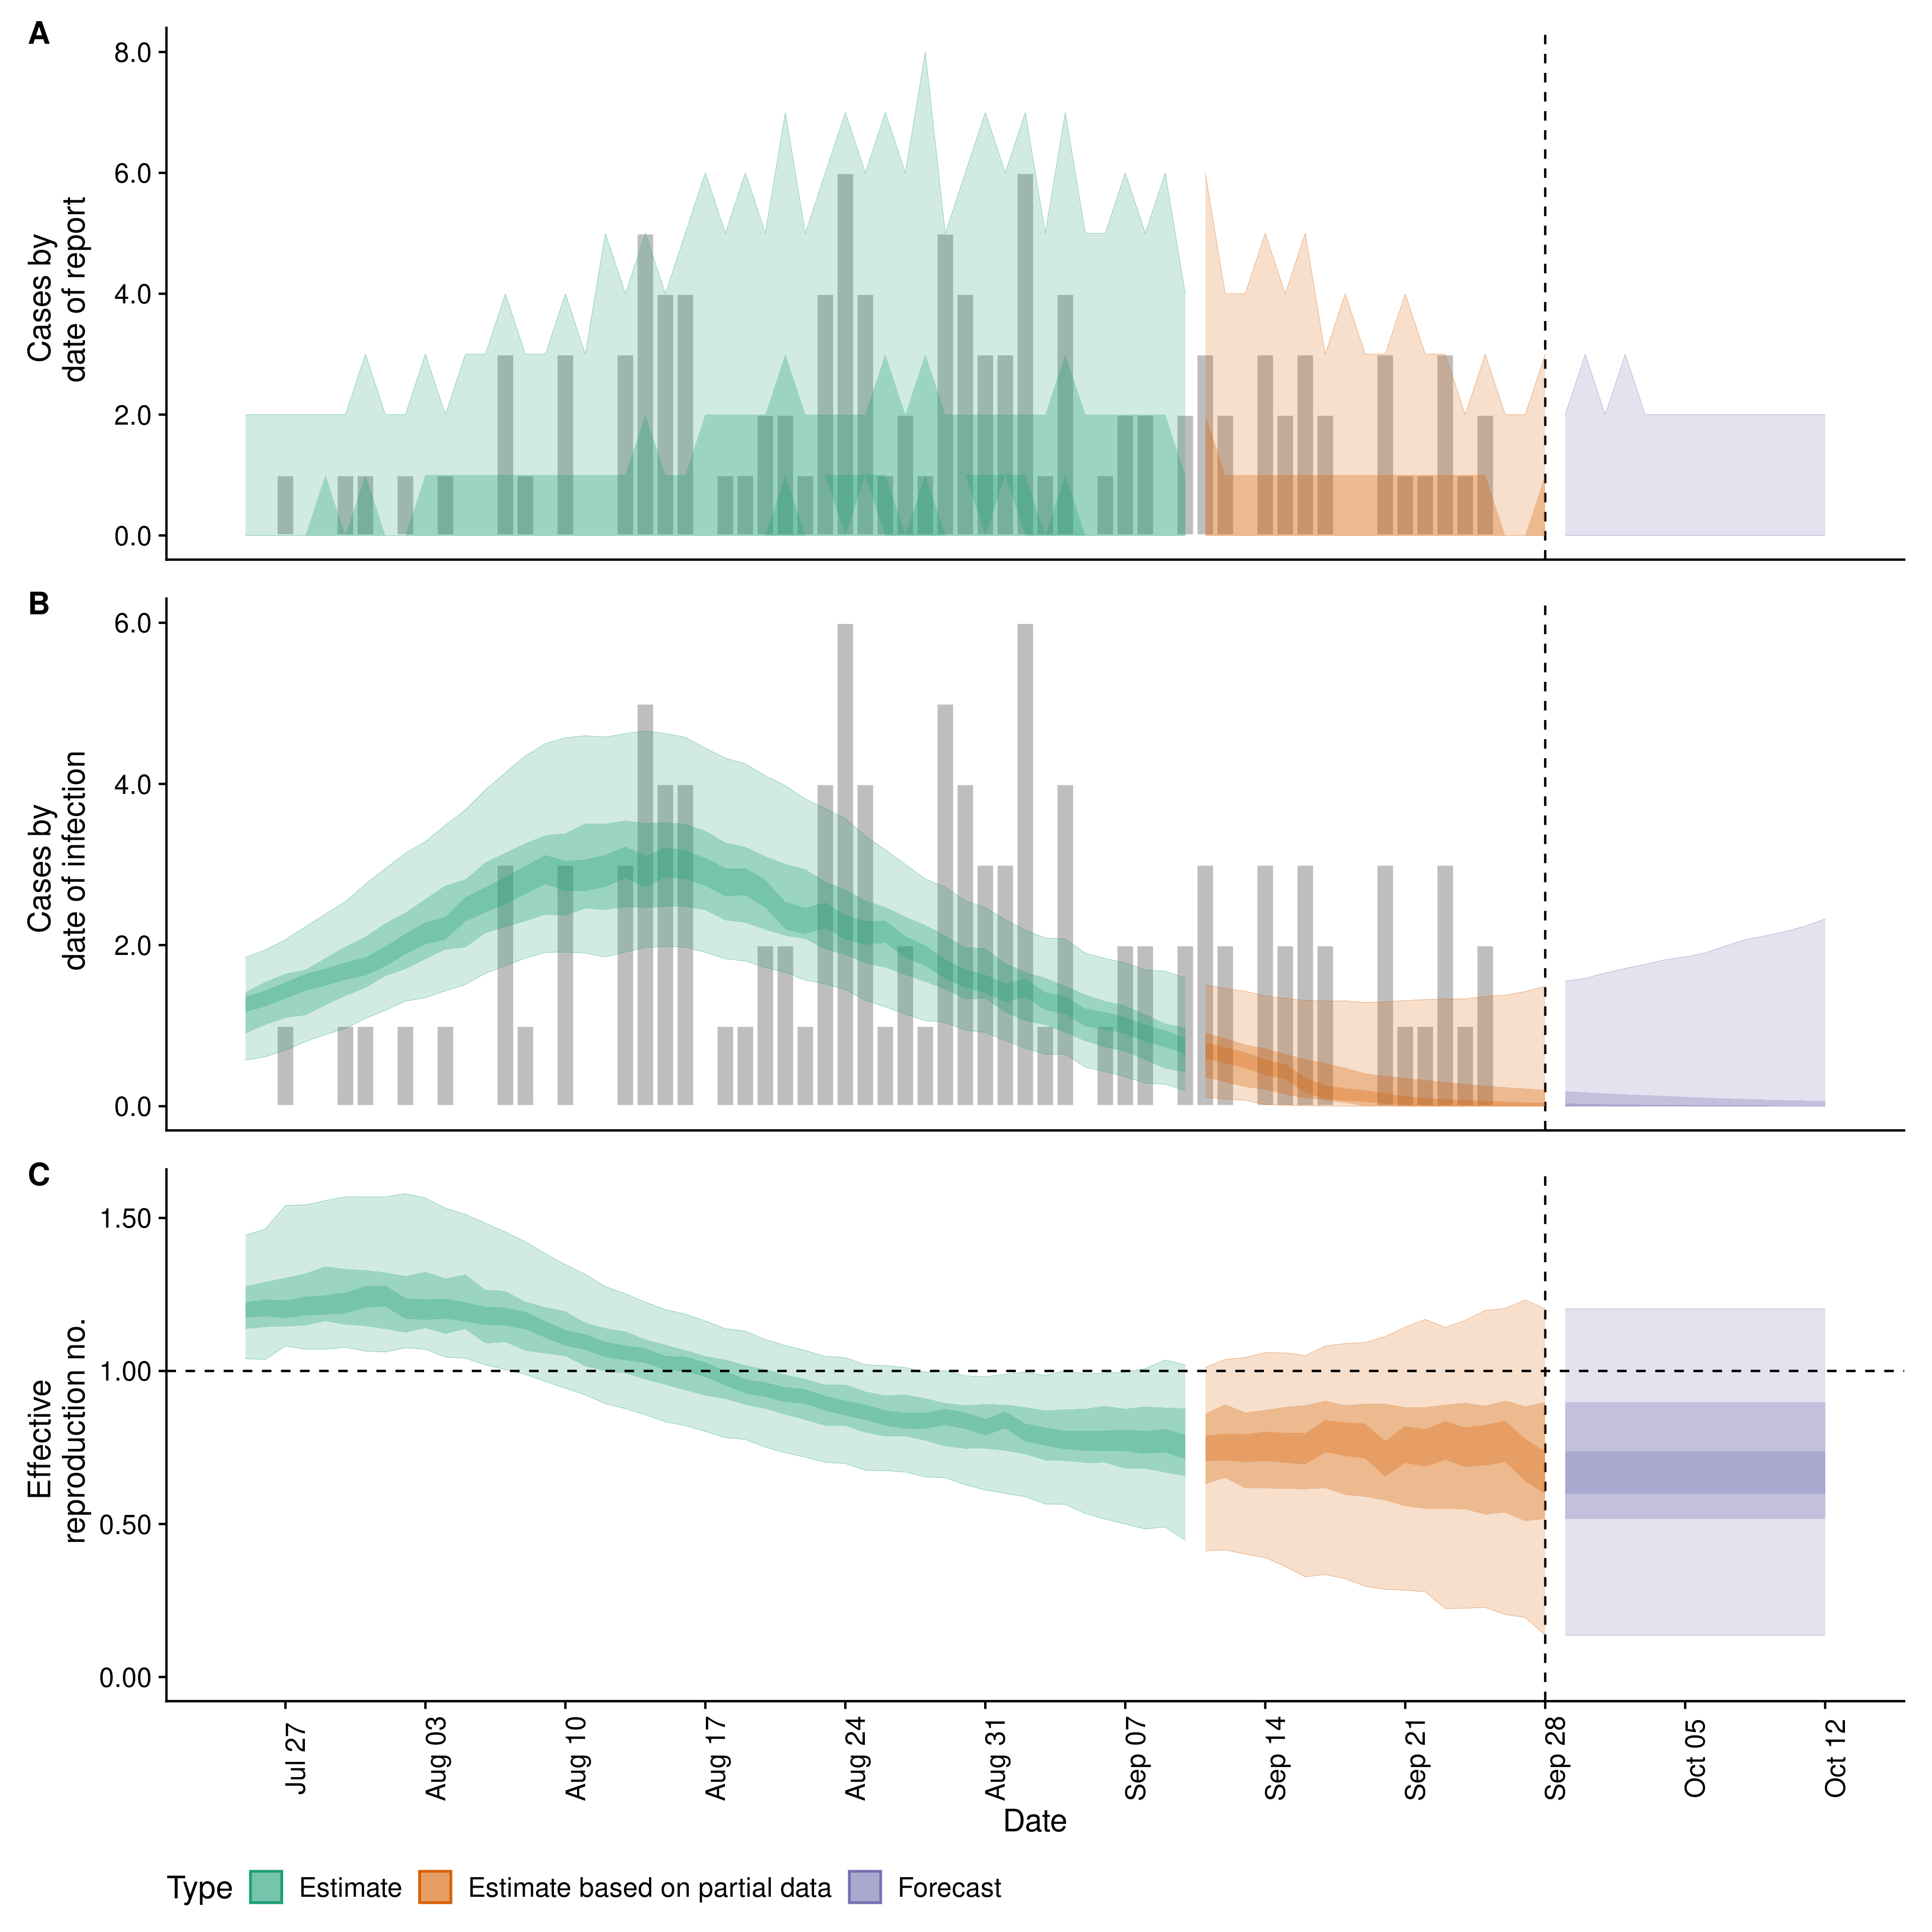 A
Cases by
date of report
8.0
6.0
4.0
2.0
0.0
B
Cases by
date of infection
6.0
4.0
2.0
0.0
C
Effective
reproduction no.
1.50
1.00
0.50
0.00
Jul 27
Aug 03
Aug 10
Aug 17
Aug 24
Aug 31
Sep 07
Sep 14
Sep 21
Sep 28
Oct 05
Oct 12
Date
Type Estimate Estimate based on partial data Forecast